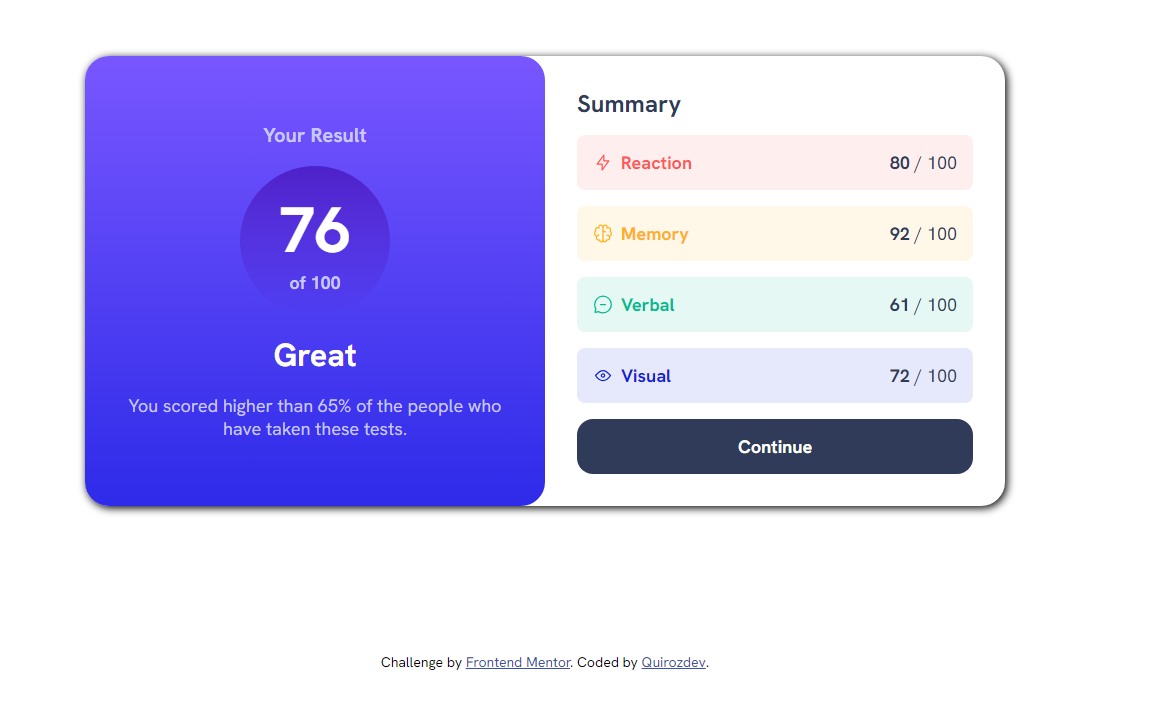 Your Result
76
of 100
Great
You scored higher than 65% of the people who
have taken these tests.
Summary
Reaction 80 / 100
Memory 92 / 100
Verbal 61 / 100
Visual 72 / 100
Continue
Challenge by Frontend Mentor. Coded by Quirozdev.